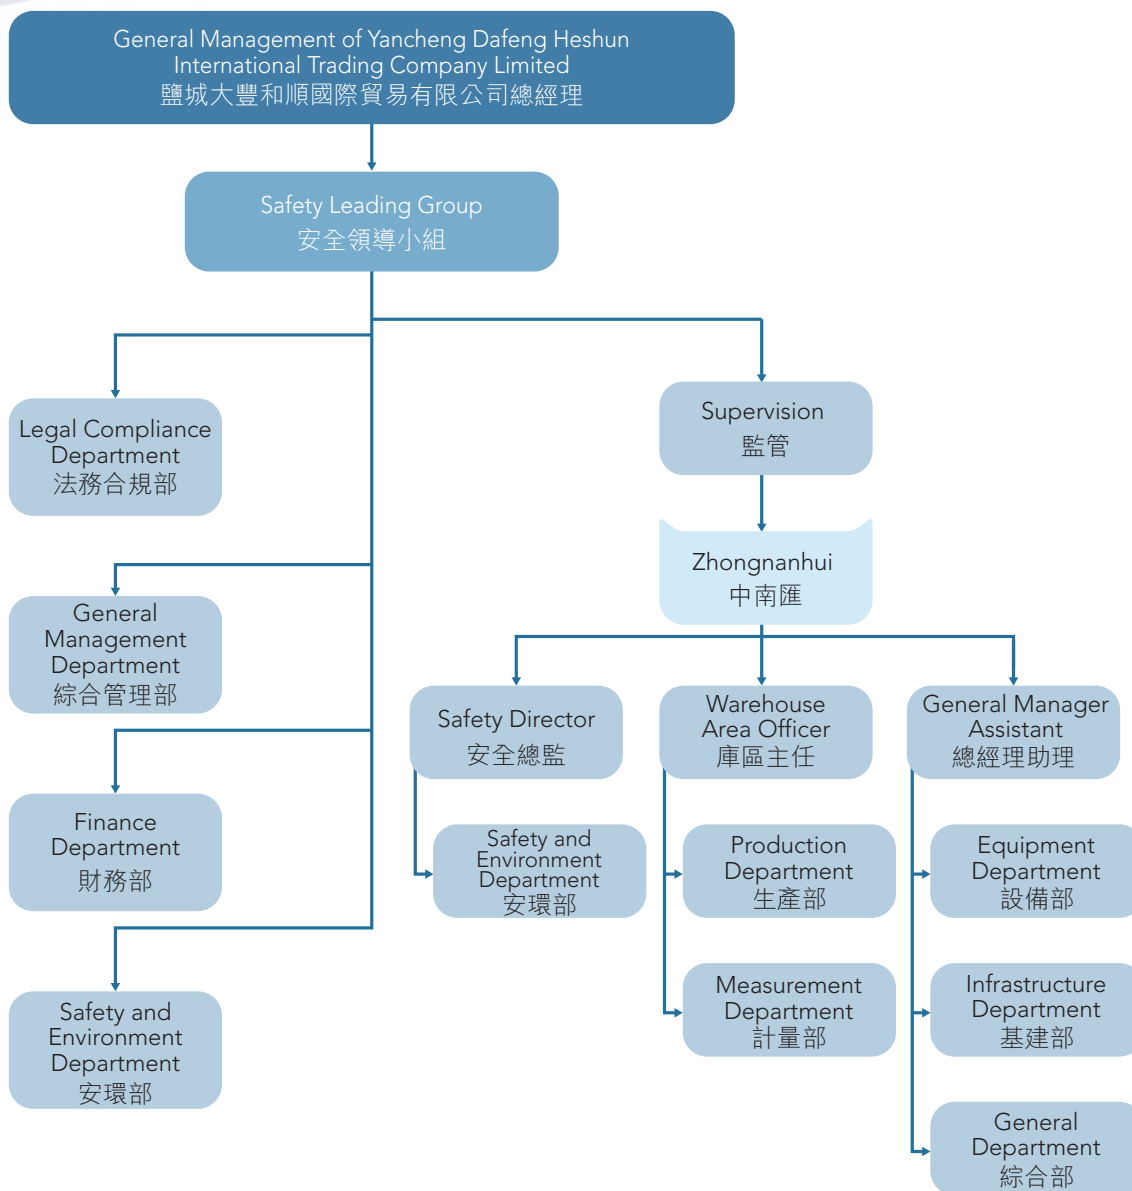 General Management of Yancheng Dafeng Heshun
International Trading Company Limited
鹽城大豐和順國際貿易有限公司總經理
Safety Leading Group
安全領導小組
Legal Compliance
Department
法務合規部
General
Management
Department
綜合管理部
Finance
Department
財務部
Safety and
Environment
Department
安環部
Supervision
監管
Zhongnanhui
中南匯
Safety Director
安全總監
Safety and
Environment
Department
安環部
Warehouse
Area Officer
庫區主任
Production
Department
生產部
Measurement
Department
計量部
General Manager
Assistant
總經理助理
Equipment
Department
設備部
Infrastructure
Department
基建部
General
Department
綜合部